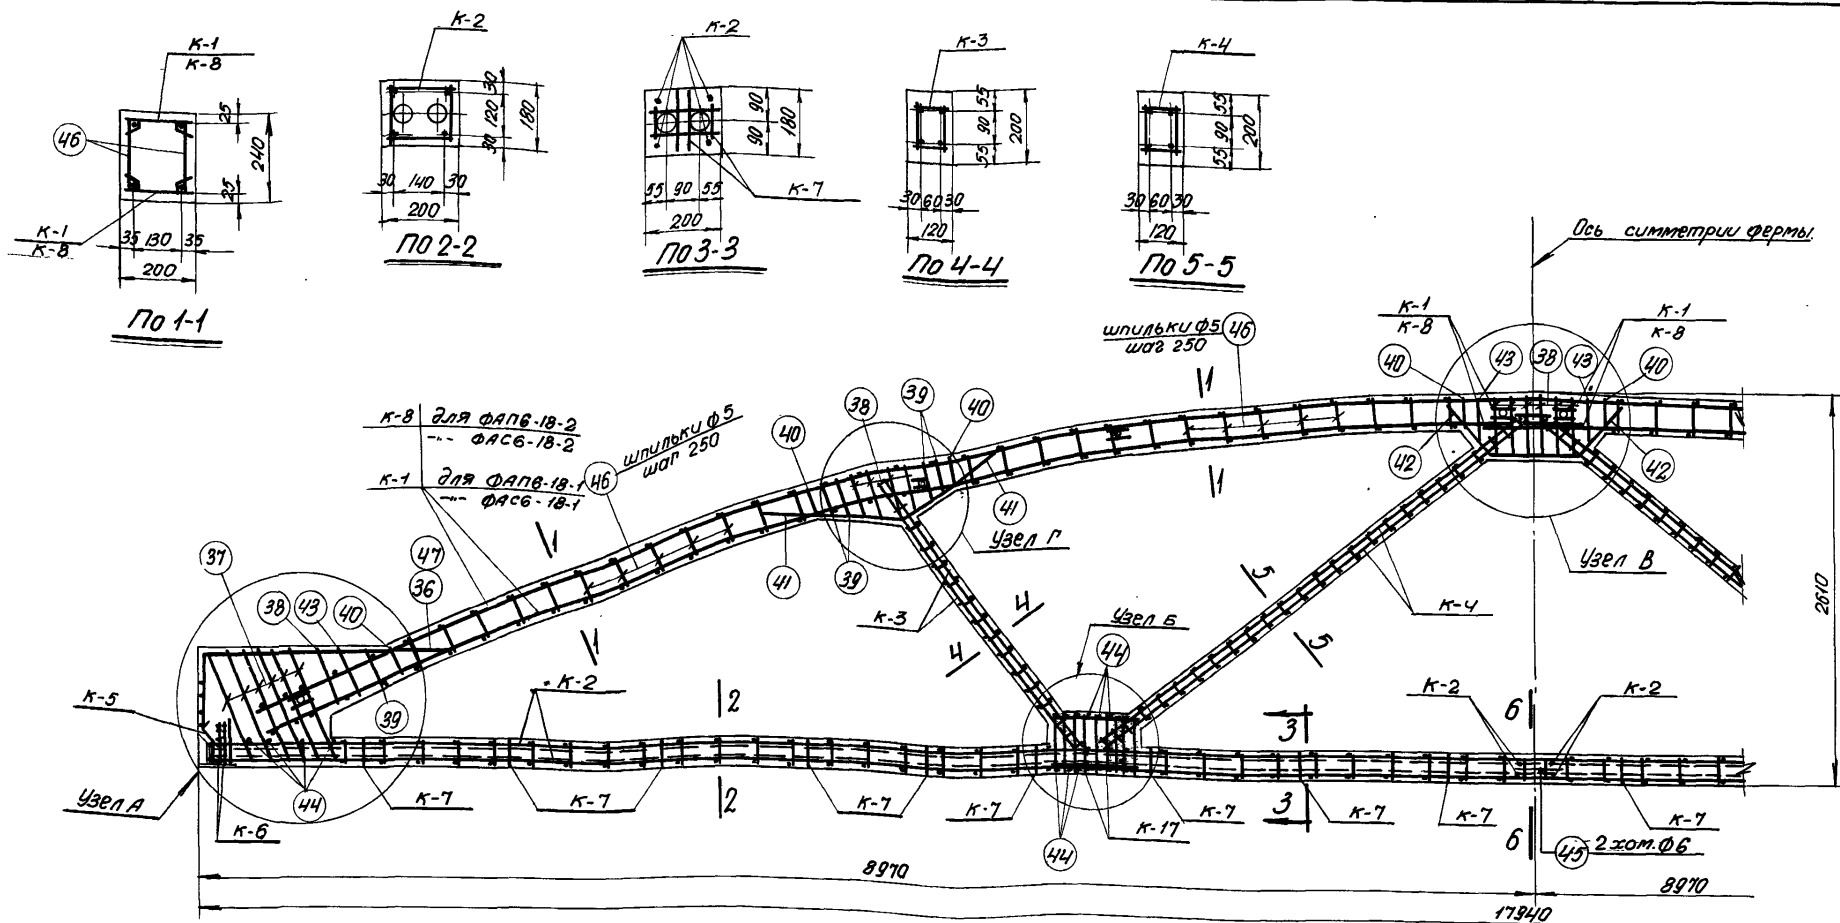 К-1
К-8
46
25
240
25
К-1
К-8
35 130 35
200
По 1-1
К-2
30
120
30
180
30 140 30
200
По 2-2
К-2
90
90
180
К-7
55 90 55
200
По 3-3
К-3
55
90
55
200
30 60 30
120
По 4-4
К-4
55
90
55
200
30 60 30
120
По 5-5
Ось симметрии фермы
К-1
К-8
К-1
К-8
шпильки ф5 46
шаг 250
1
40 43 38 43 40
42 42
1
Узел В
К-8 для ФАП6-18-2
-"- ФАС6-18-2
К-1 для ФАП6-18-1
-"- ФАС6-18-1
46 шпильки ф5
шаг 250
40 38 39 40
41 39 41
Узел Г
1
1
37
47
36
38 43 40
39
К-5
К-6
44
Узел А
К-3
4
4
5
5
К-4
Узел Б
44
К-2
2
2
К-7
К-7
К-7
К-7
44
К-17
К-7
3
3
К-7
К-2
К-2
6
6
К-7
К-7
45 2 хом. ф6
2610
8970
8970
17940